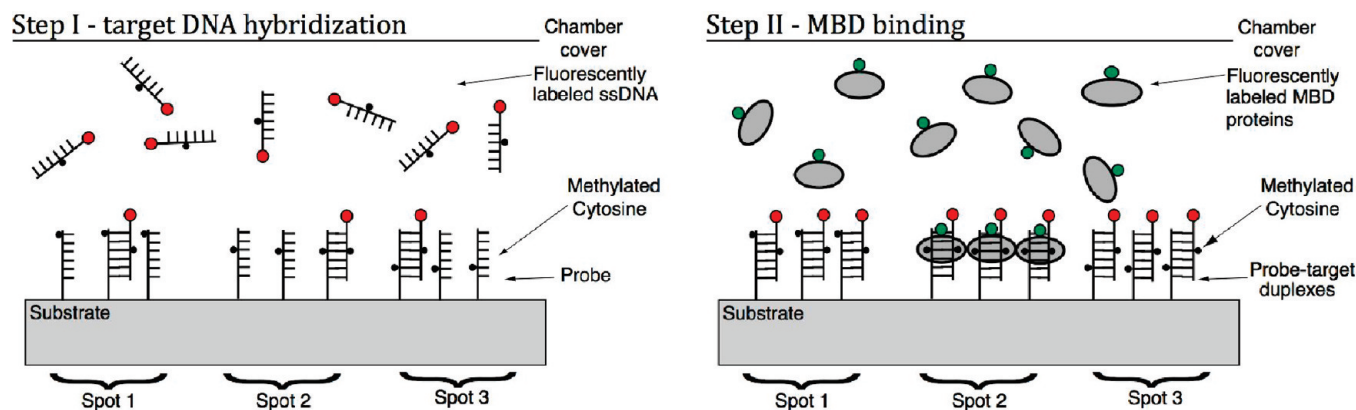 Step I - target DNA hybridization
Chamber
cover
Fluorescently
labeled ssDNA
Methylated
Cytosine
Probe
Substrate
Spot 1
Spot 2
Spot 3
Step II - MBD binding
Chamber
cover
Fluorescently
labeled MBD
proteins
Methylated
Cytosine
Probe-target
duplexes
Substrate
Spot 1
Spot 2
Spot 3